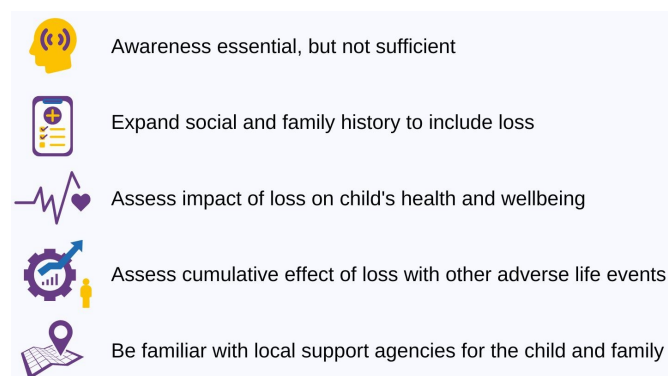 Awareness essential, but not sufficient
Expand social and family history to include loss
Assess impact of loss on child's health and wellbeing
Assess cumulative effect of loss with other adverse life events
Be familiar with local support agencies for the child and family